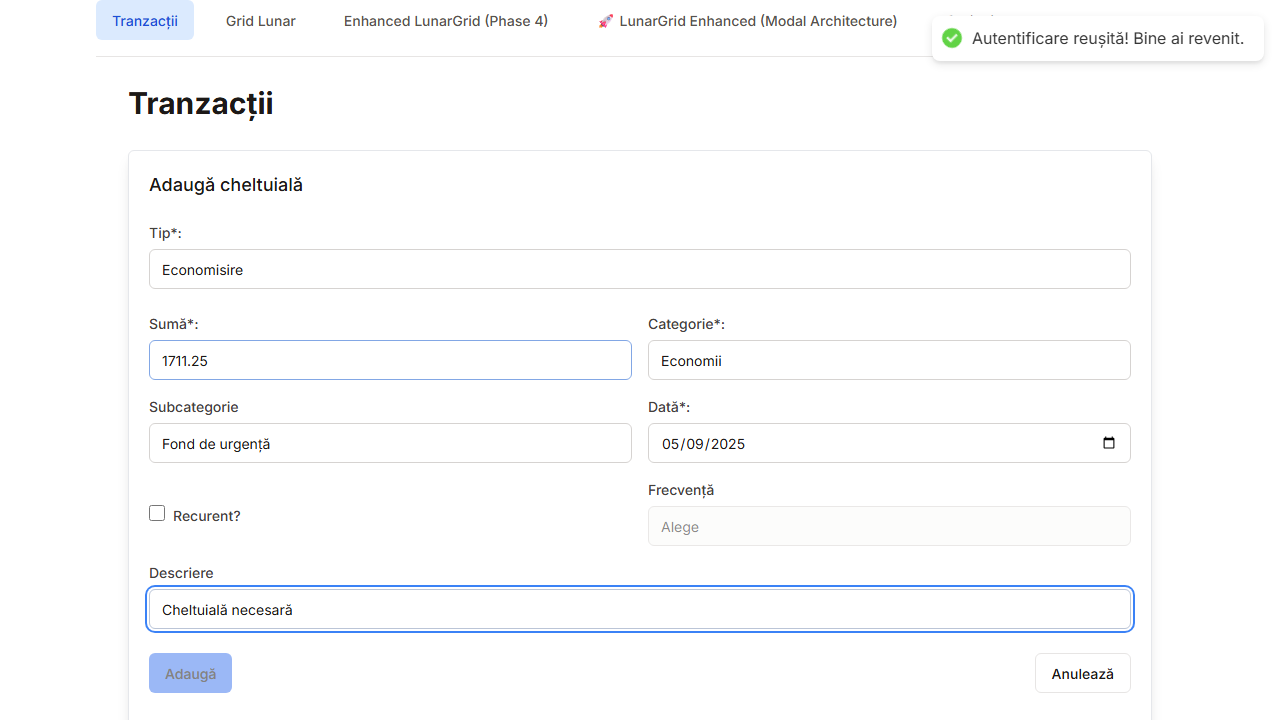 Tranzacții
Grid Lunar
Enhanced LunarGrid (Phase 4)
🚀 LunarGrid Enhanced (Modal Architecture)
Autentificare reușită! Bine ai revenit.
Tranzacții
Adaugă cheltuială
Tip*:
Economisire
Sumă*:
Categorie*:
1711.25
Economii
Subcategorie
Dată*:
Fond de urgență
05/09/2025
Frecvență
Recurent?
Alege
Descriere
Cheltuială necesară
Adaugă
Anulează